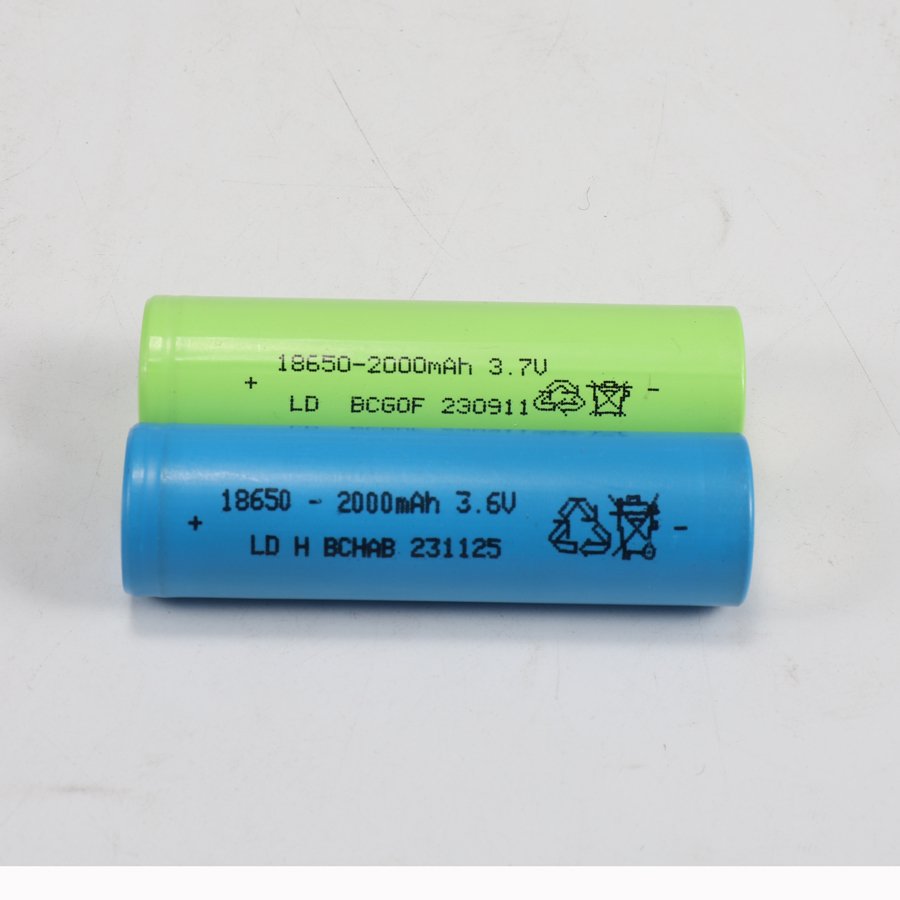 18650-2000mAh 3.7V
+ -
LD BCGOF 230911
18650 - 2000mAh 3.6V
+ -
LD H BCHAB 231125